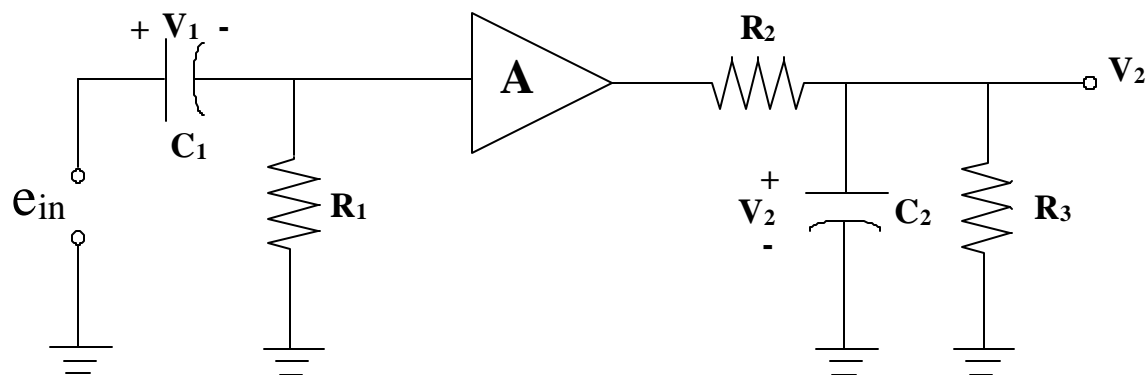 + V1 -
C1
ein
R1
A
R2
V2
+
V2
-
C2
R3